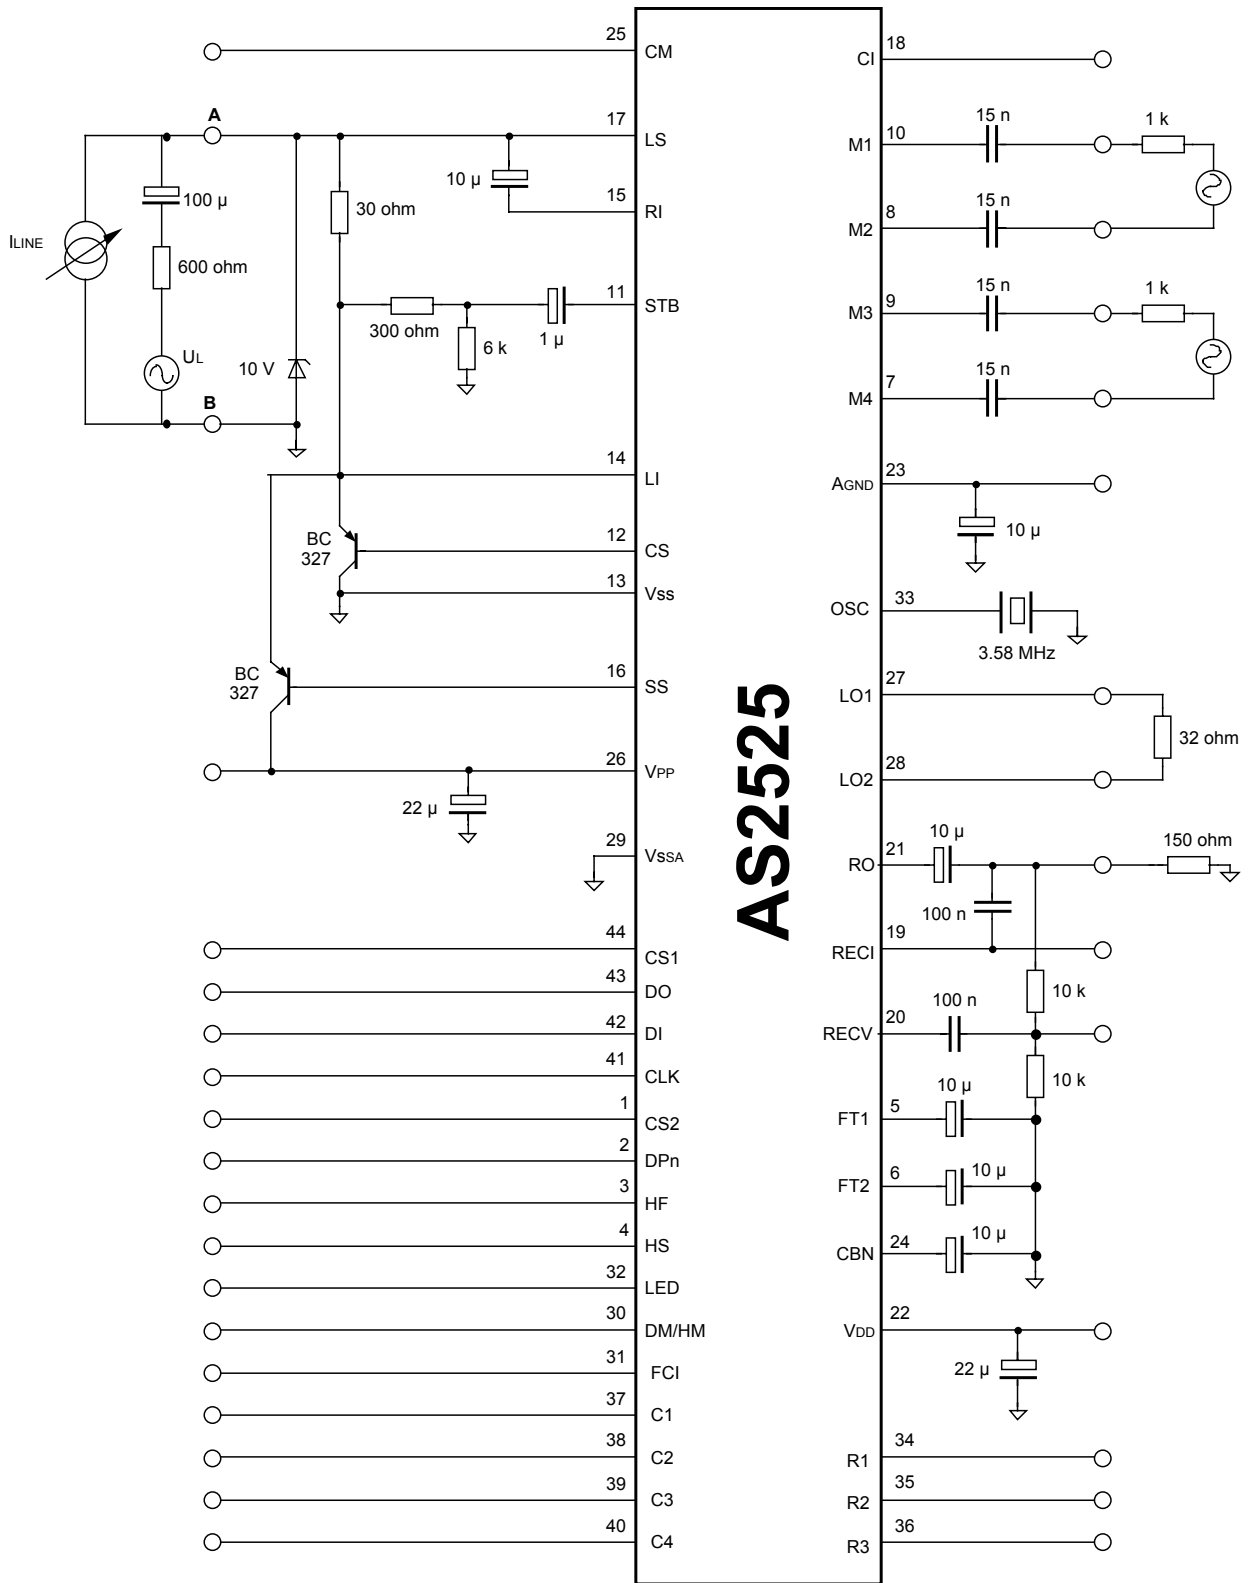 25
CM
18
CI
A
17
LS
15 n
1 k
10
M1
10 µ
100 µ
15
RI
30 ohm
15 n
8
M2
ILINE
600 ohm
11
STB
300 ohm
6 k
1 µ
15 n
1 k
9
M3
UL
10 V
B
15 n
7
M4
14
LI
23
AGND
10 µ
BC
327
12
CS
13
Vss
OSC
33
3.58 MHz
BC
327
16
SS
27
LO1
32 ohm
28
LO2
26
VPP
22 µ
AS2525
29
VSSA
10 µ
150 ohm
21
RO
100 n
44
CS1
19
RECI
43
DO
10 k
100 n
42
DI
20
RECV
41
CLK
10 k
10 µ
1
CS2
5
FT1
2
DPn
10 µ
6
FT2
3
HF
4
HS
10 µ
24
CBN
32
LED
30
DM/HM
22
VDD
22 µ
31
FCI
37
C1
38
C2
34
R1
39
C3
35
R2
40
C4
36
R3